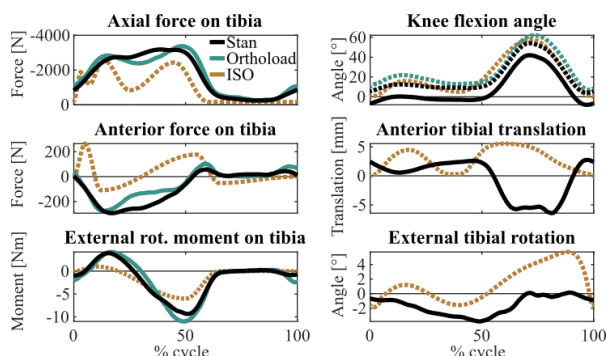 Axial force on tibia
Force [N]
-4000
-2000
0
Stan
Orthoload
ISO
Knee flexion angle
Angle [°]
60
40
20
0
Anterior force on tibia
Force [N]
200
0
-200
Anterior tibial translation
Translation [mm]
5
0
-5
External rot. moment on tibia
Moment [Nm]
0
-5
-10
0
50
100
% cycle
External tibial rotation
Angle [°]
4
2
0
-2
0
50
100
% cycle